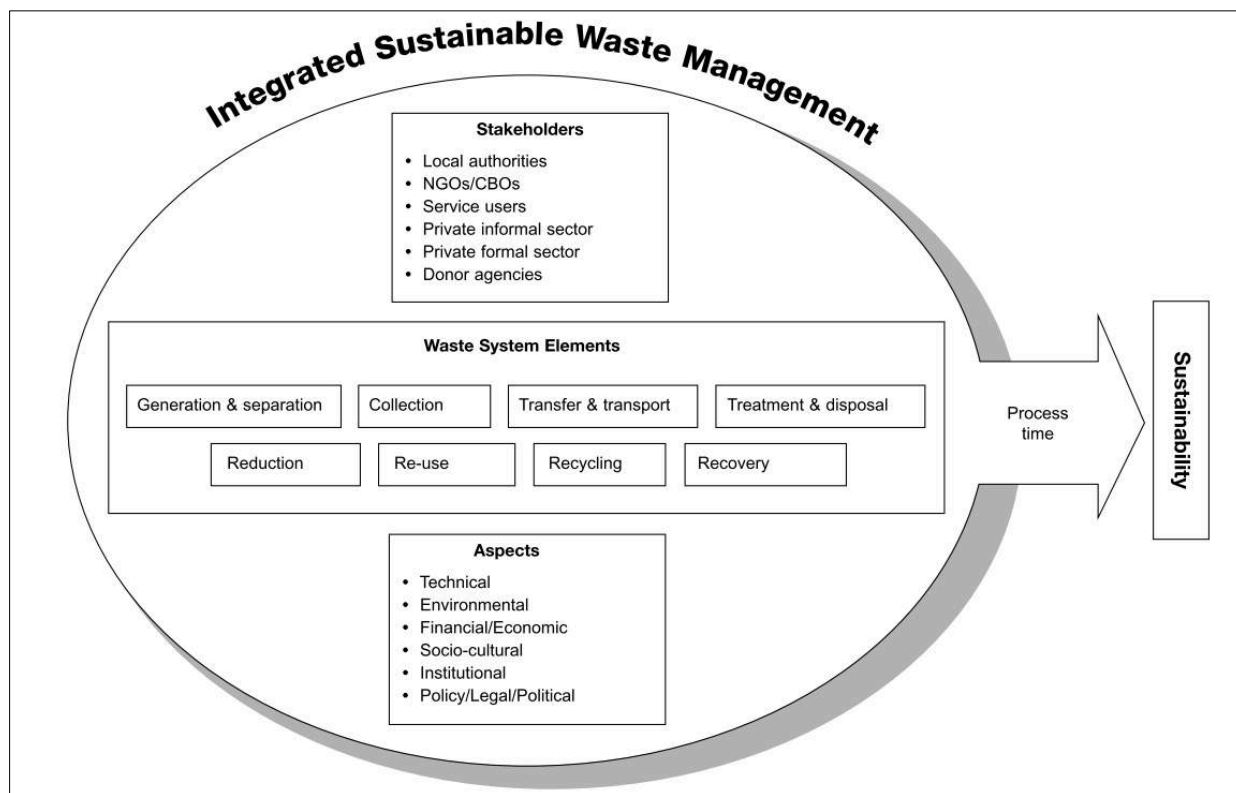 Integrated Sustainable Waste Management
Stakeholders
• Local authorities
• NGOs/CBOs
• Service users
• Private informal sector
• Private formal sector
• Donor agencies
Waste System Elements
Generation & separation
Collection
Transfer & transport
Treatment & disposal
Reduction
Re-use
Recycling
Recovery
Aspects
• Technical
• Environmental
• Financial/Economic
• Socio-cultural
• Institutional
• Policy/Legal/Political
Process
time
Sustainability